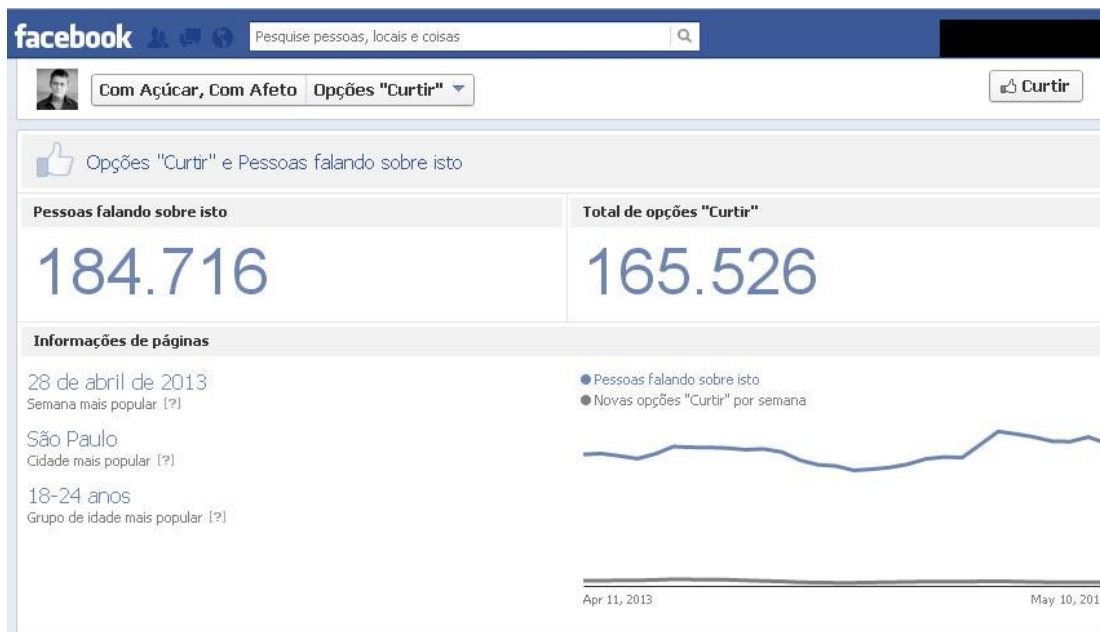 facebook
Pesquise pessoas, locais e coisas
Com Açúcar, Com Afeto Opções "Curtir"
Curtir
Opções "Curtir" e Pessoas falando sobre isto
Pessoas falando sobre isto
184.716
Total de opções "Curtir"
165.526
Informações de páginas
28 de abril de 2013
Semana mais popular [?]
São Paulo
Cidade mais popular [?]
18-24 anos
Grupo de idade mais popular [?]
Pessoas falando sobre isto
Novas opções "Curtir" por semana
Apr 11, 2013
May 10, 201